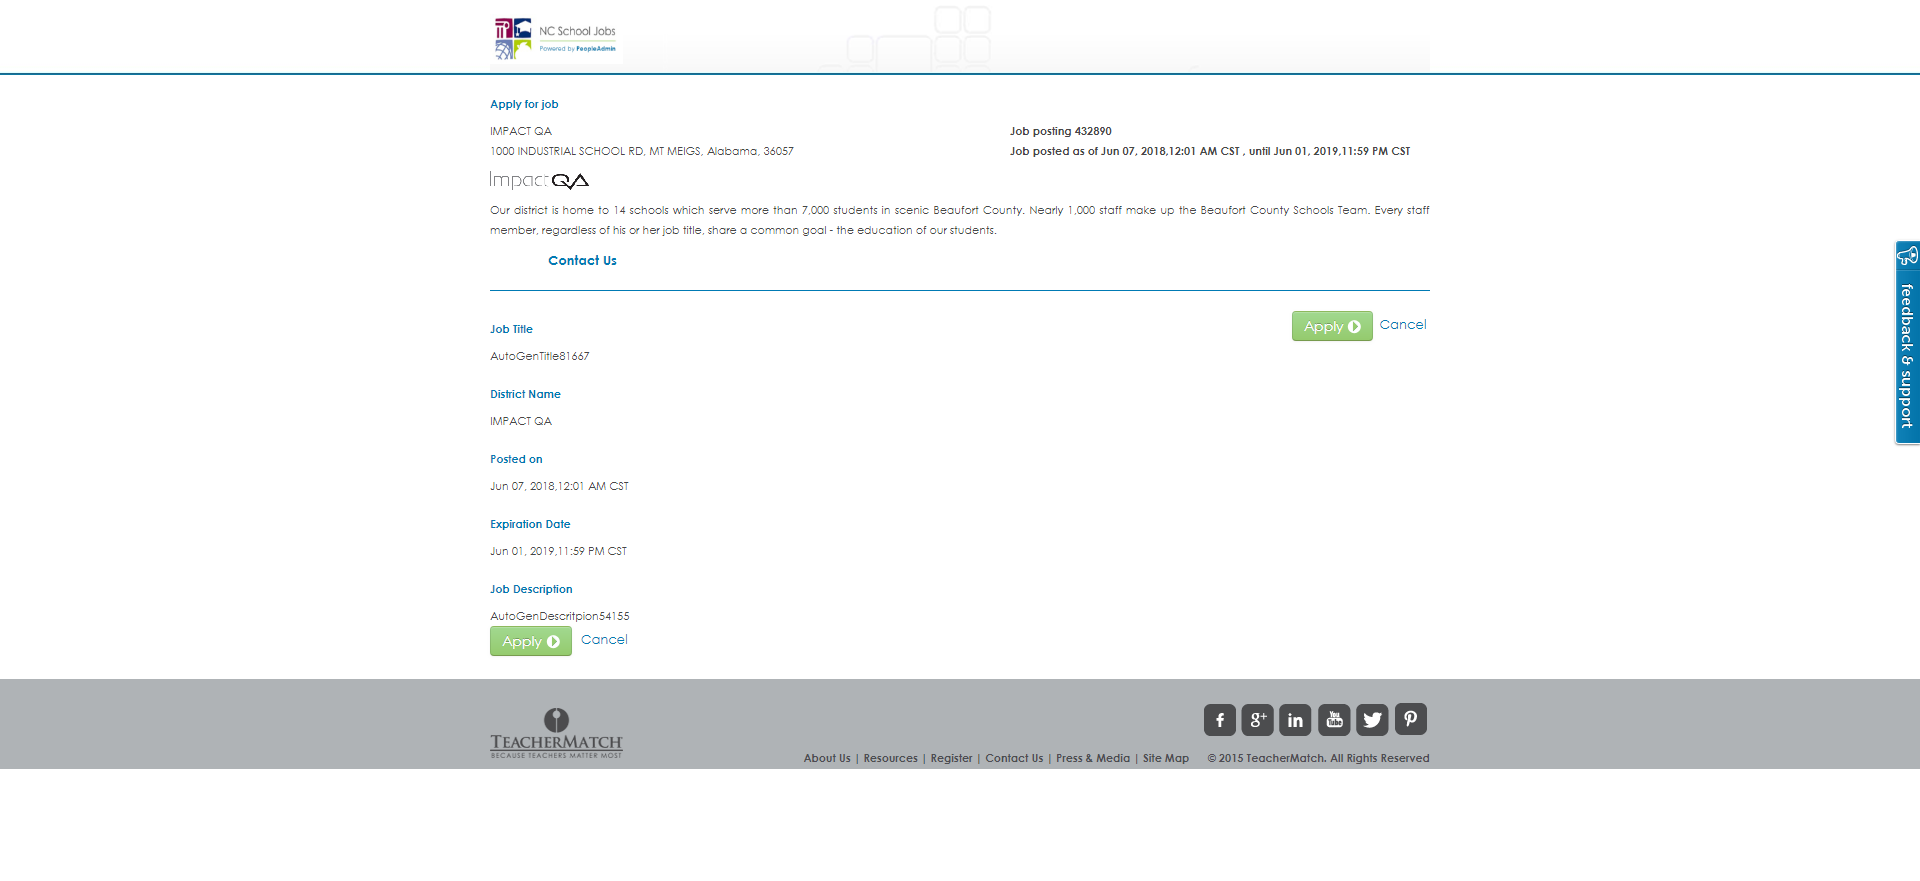 NC School Jobs
Powered by PeopleAdmin
Apply for job
IMPACT QA
Job posting 432890
1000 INDUSTRIAL SCHOOL RD, MT MEIGS, Alabama, 36057
Job posted as of Jun 07, 2018,12:01 AM CST , until Jun 01, 2019,11:59 PM CST
Impact QA
Our district is home to 14 schools which serve more than 7,000 students in scenic Beaufort County. Nearly 1,000 staff make up the Beaufort County Schools Team. Every staff
member, regardless of his or her job title, share a common goal - the education of our students.
Contact Us
feedback & support
Apply
Cancel
Job Title
AutoGenTitle81667
District Name
IMPACT QA
Posted on
Jun 07, 2018,12:01 AM CST
Expiration Date
Jun 01, 2019,11:59 PM CST
Job Description
AutoGenDescritpion54155
Apply
Cancel
f g+ in You Tube
TEACHERMATCH
BECAUSE TEACHERS MATTER MOST
About Us | Resources | Register | Contact Us | Press & Media | Site Map © 2015 TeacherMatch. All Rights Reserved